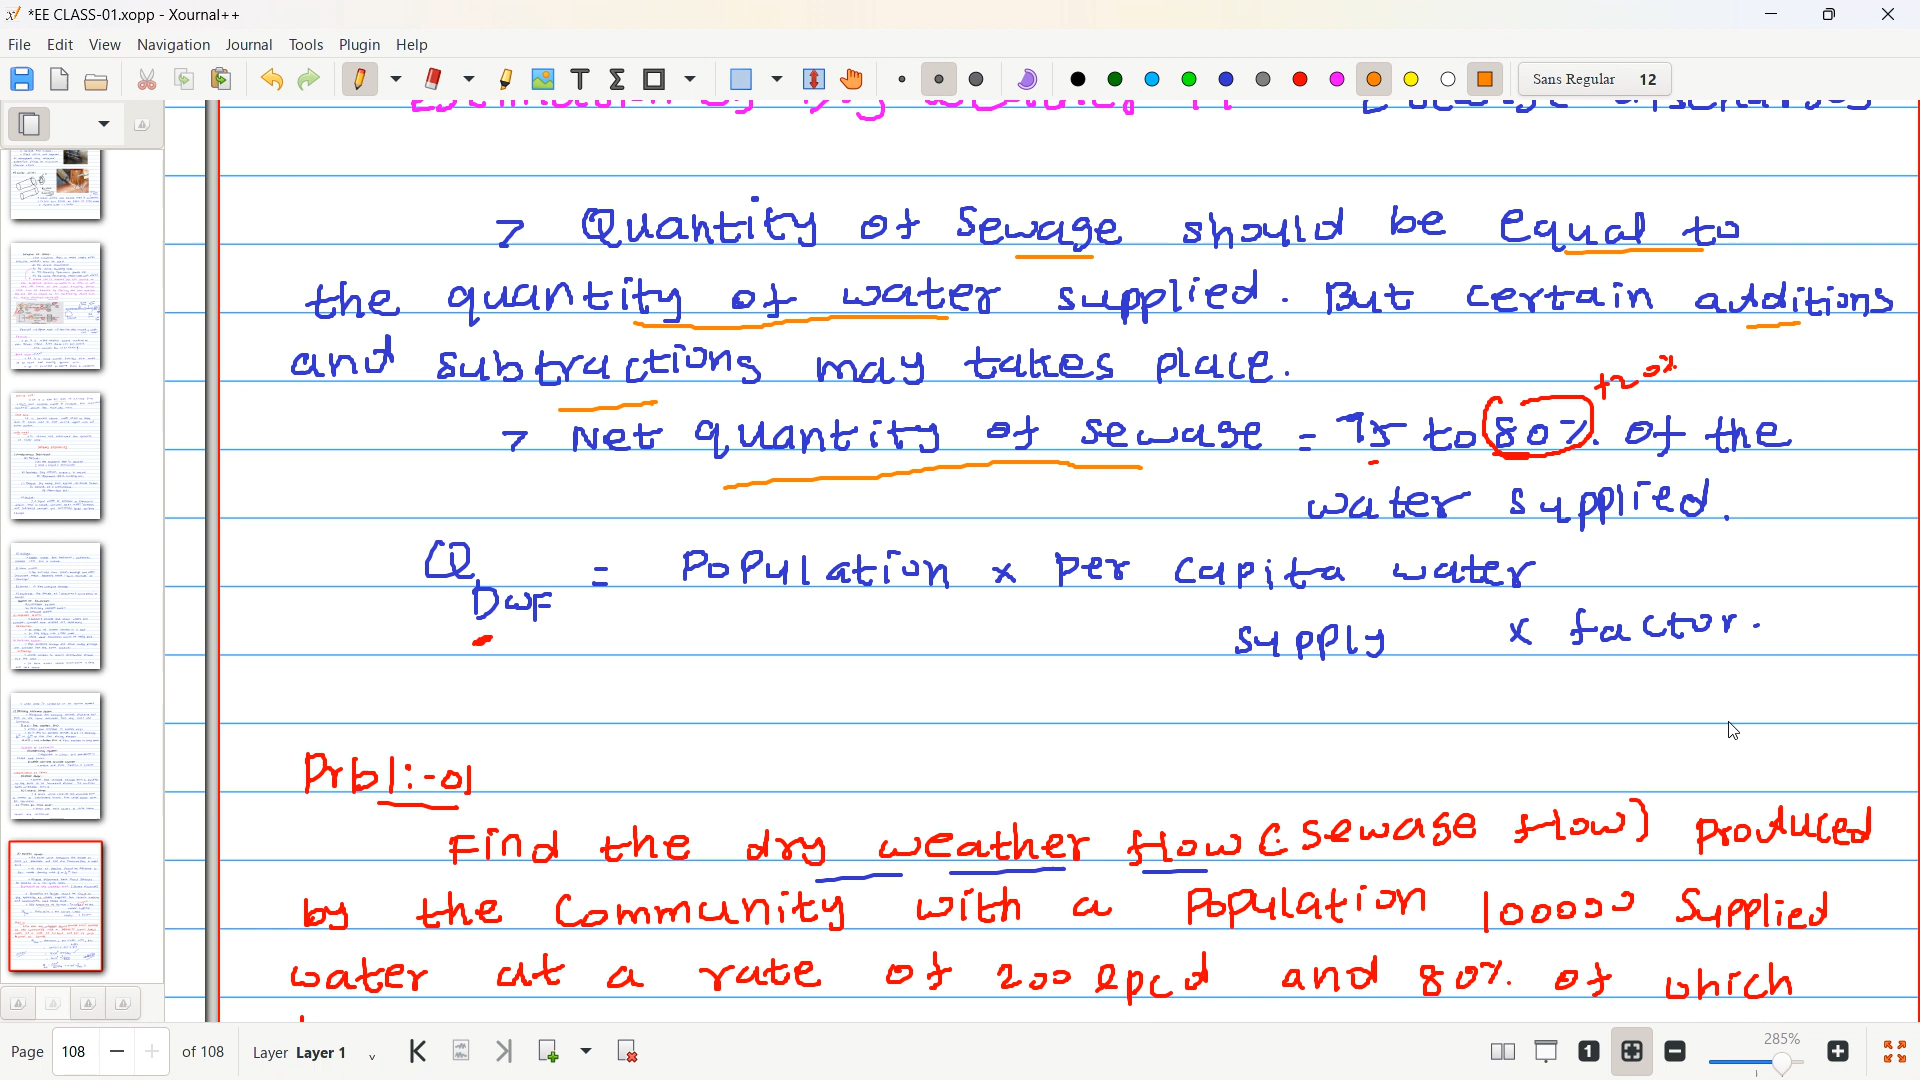 *EE CLASS-01.xopp - Xournal++
File Edit View Navigation Journal Tools Plugin Help
Sans Regular 12
> Quantity of Sewage should be equal to
the quantity of water supplied. But certain additions
and subtractions may takes place.
+20%
> Net quantity of sewage = 75 to 80% of the
water supplied.
Q DWF = Population x per capita water
supply x factor.
Prbl:-01
Find the dry weather flow (sewage flow) produced
by the community with a population 100000 Supplied
water at a rate of 200 lpcd and 80% of which
Page 108 of 108 Layer Layer 1 285%